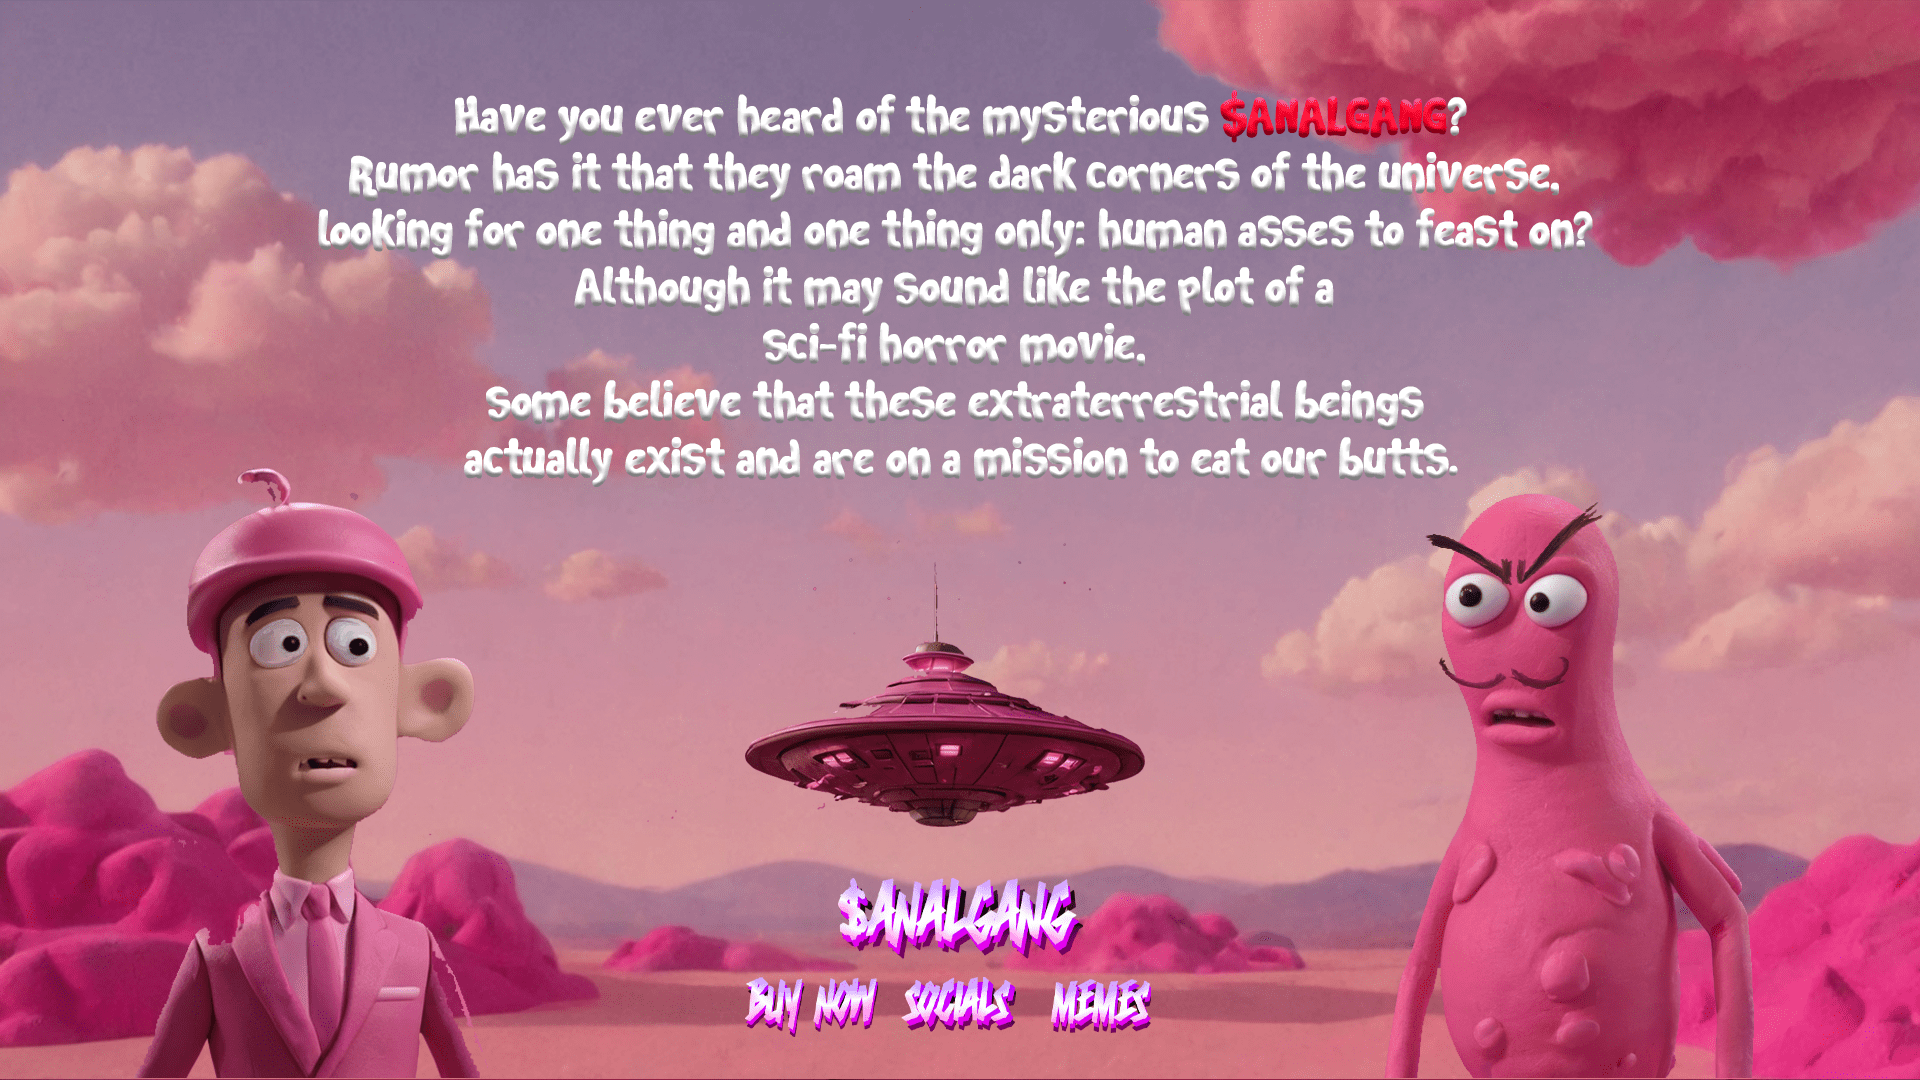 Have you ever heard of the mysterious $ANALGANG?
Rumor has it that they roam the dark corners of the universe,
looking for one thing and one thing only: human asses to feast on?
Although it may sound like the plot of a
sci-fi horror movie,
some believe that these extraterrestrial beings
actually exist and are on a mission to eat our butts.
$ANALGANG
BUY NOW SOCIALS MEMES